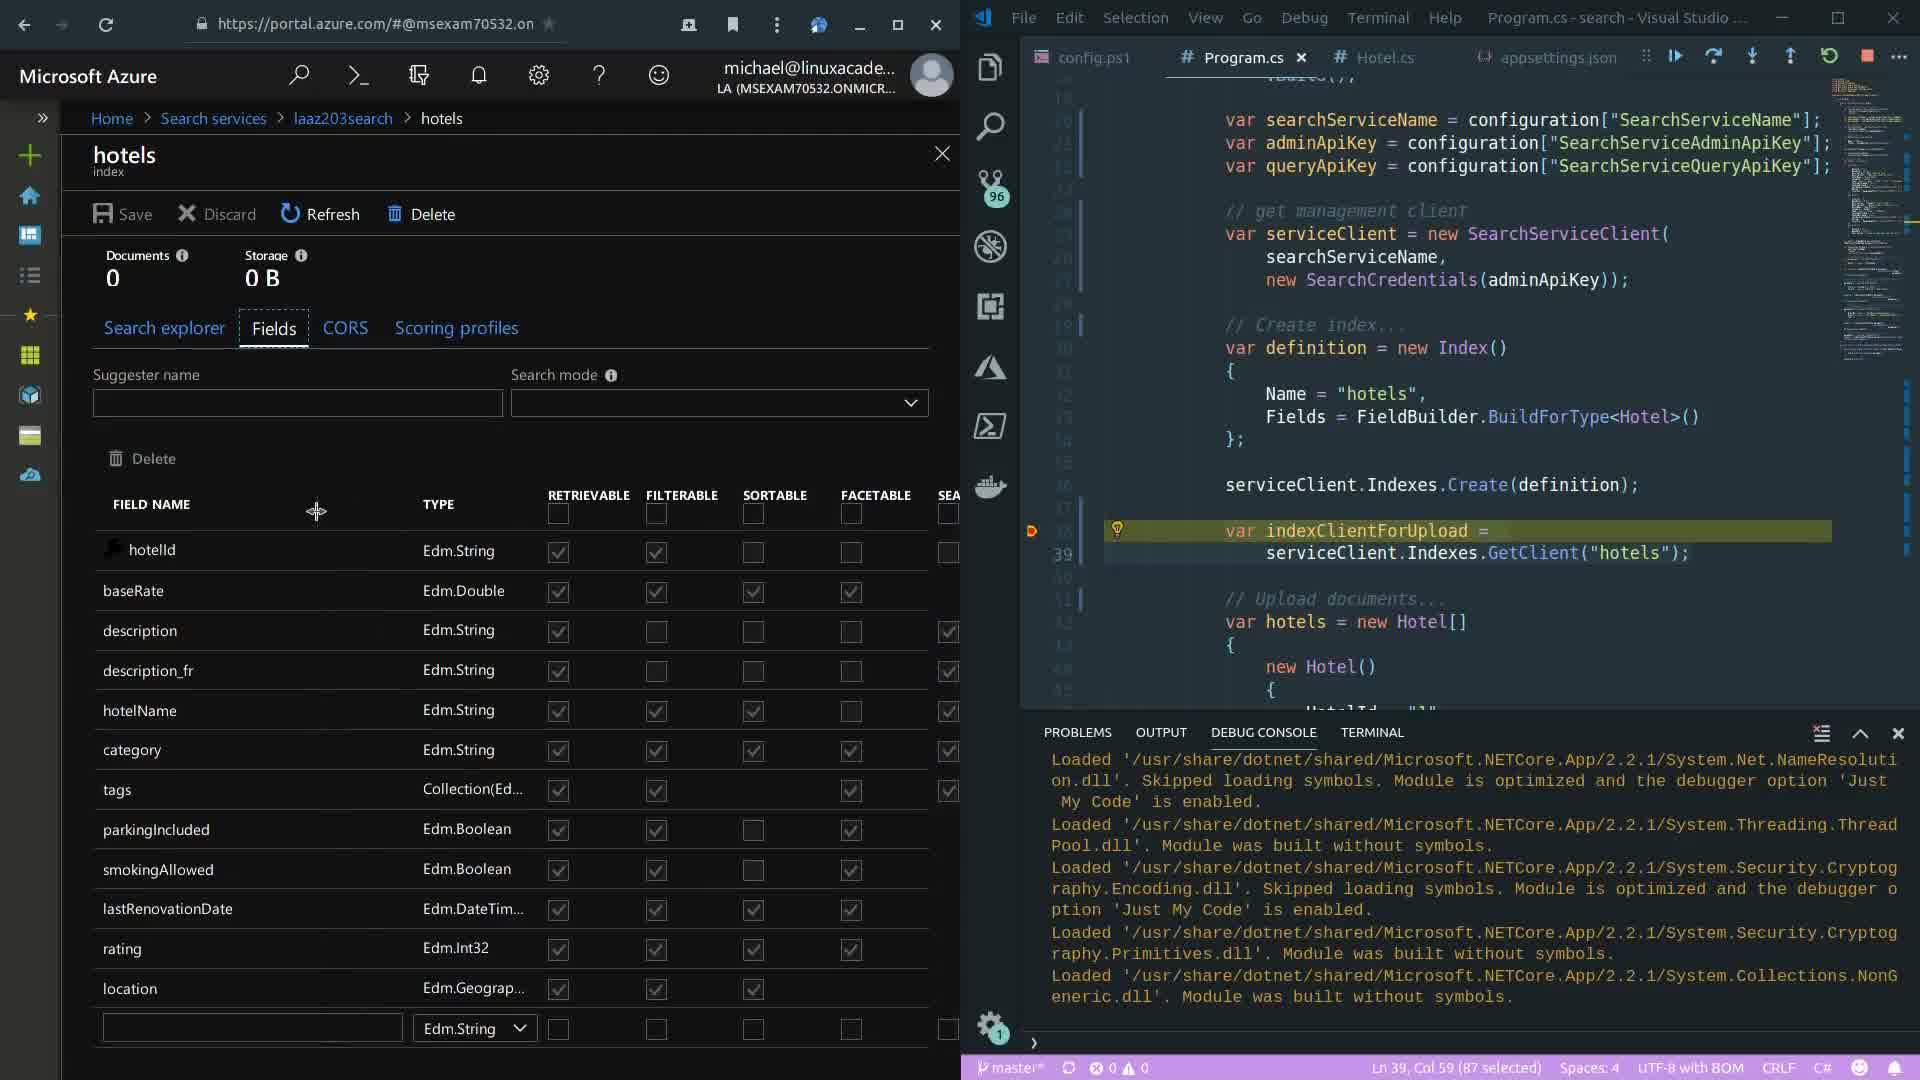 https://portal.azure.com/#@msexam70532.on
Microsoft Azure
michael@linuxacade...
LA (MSEXAM70532.ONMICR...
Home > Search services > laaz203search > hotels
hotels
index
Save Discard Refresh Delete
Documents Storage
0 0 B
Search explorer Fields CORS Scoring profiles
Suggester name Search mode
Delete
FIELD NAME TYPE RETRIEVABLE FILTERABLE SORTABLE FACETABLE SEA
hotelId Edm.String
baseRate Edm.Double
description Edm.String
description_fr Edm.String
hotelName Edm.String
category Edm.String
tags Collection(Ed...
parkingIncluded Edm.Boolean
smokingAllowed Edm.Boolean
lastRenovationDate Edm.DateTim...
rating Edm.Int32
location Edm.Geograp...
Edm.String
File Edit Selection View Go Debug Terminal Help Program.cs - search - Visual Studio ...
config.ps1 # Program.cs # Hotel.cs {} appsettings.json
96
var searchServiceName = configuration["SearchServiceName"];
var adminApiKey = configuration["SearchServiceAdminApiKey"];
var queryApiKey = configuration["SearchServiceQueryApiKey"];
// get management client
var serviceClient = new SearchServiceClient(
searchServiceName,
new SearchCredentials(adminApiKey));
// Create index...
var definition = new Index()
{
Name = "hotels",
Fields = FieldBuilder.BuildForType<Hotel>()
};
serviceClient.Indexes.Create(definition);
var indexClientForUpload =
39 serviceClient.Indexes.GetClient("hotels");
// Upload documents...
var hotels = new Hotel[]
{
new Hotel()
{
PROBLEMS OUTPUT DEBUG CONSOLE TERMINAL
Loaded '/usr/share/dotnet/shared/Microsoft.NETCore.App/2.2.1/System.Net.NameResoluti
on.dll'. Skipped loading symbols. Module is optimized and the debugger option 'Just
My Code' is enabled.
Loaded '/usr/share/dotnet/shared/Microsoft.NETCore.App/2.2.1/System.Threading.Thread
Pool.dll'. Module was built without symbols.
Loaded '/usr/share/dotnet/shared/Microsoft.NETCore.App/2.2.1/System.Security.Cryptog
raphy.Encoding.dll'. Skipped loading symbols. Module is optimized and the debugger o
ption 'Just My Code' is enabled.
Loaded '/usr/share/dotnet/shared/Microsoft.NETCore.App/2.2.1/System.Security.Cryptog
raphy.Primitives.dll'. Module was built without symbols.
Loaded '/usr/share/dotnet/shared/Microsoft.NETCore.App/2.2.1/System.Collections.NonG
eneric.dll'. Module was built without symbols.
1
master* 0 0 Ln 39, Col 59 (87 selected) Spaces: 4 UTF-8 with BOM CRLF C#